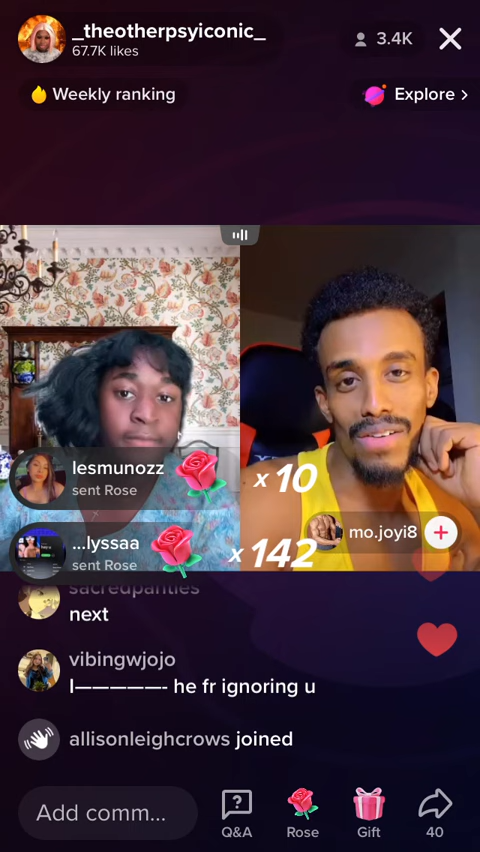 _theotherpsyiconic_
67.7K likes
3.4K
Weekly ranking
Explore >
lesmunozz
sent Rose
x 10
...lyssaa
sent Rose
x 142
mo.joyi8
sacredpanties
next
vibingwjojo
I—————- he fr ignoring u
allisonleighcrows joined
Add comm...
Q&A
Rose
Gift
40